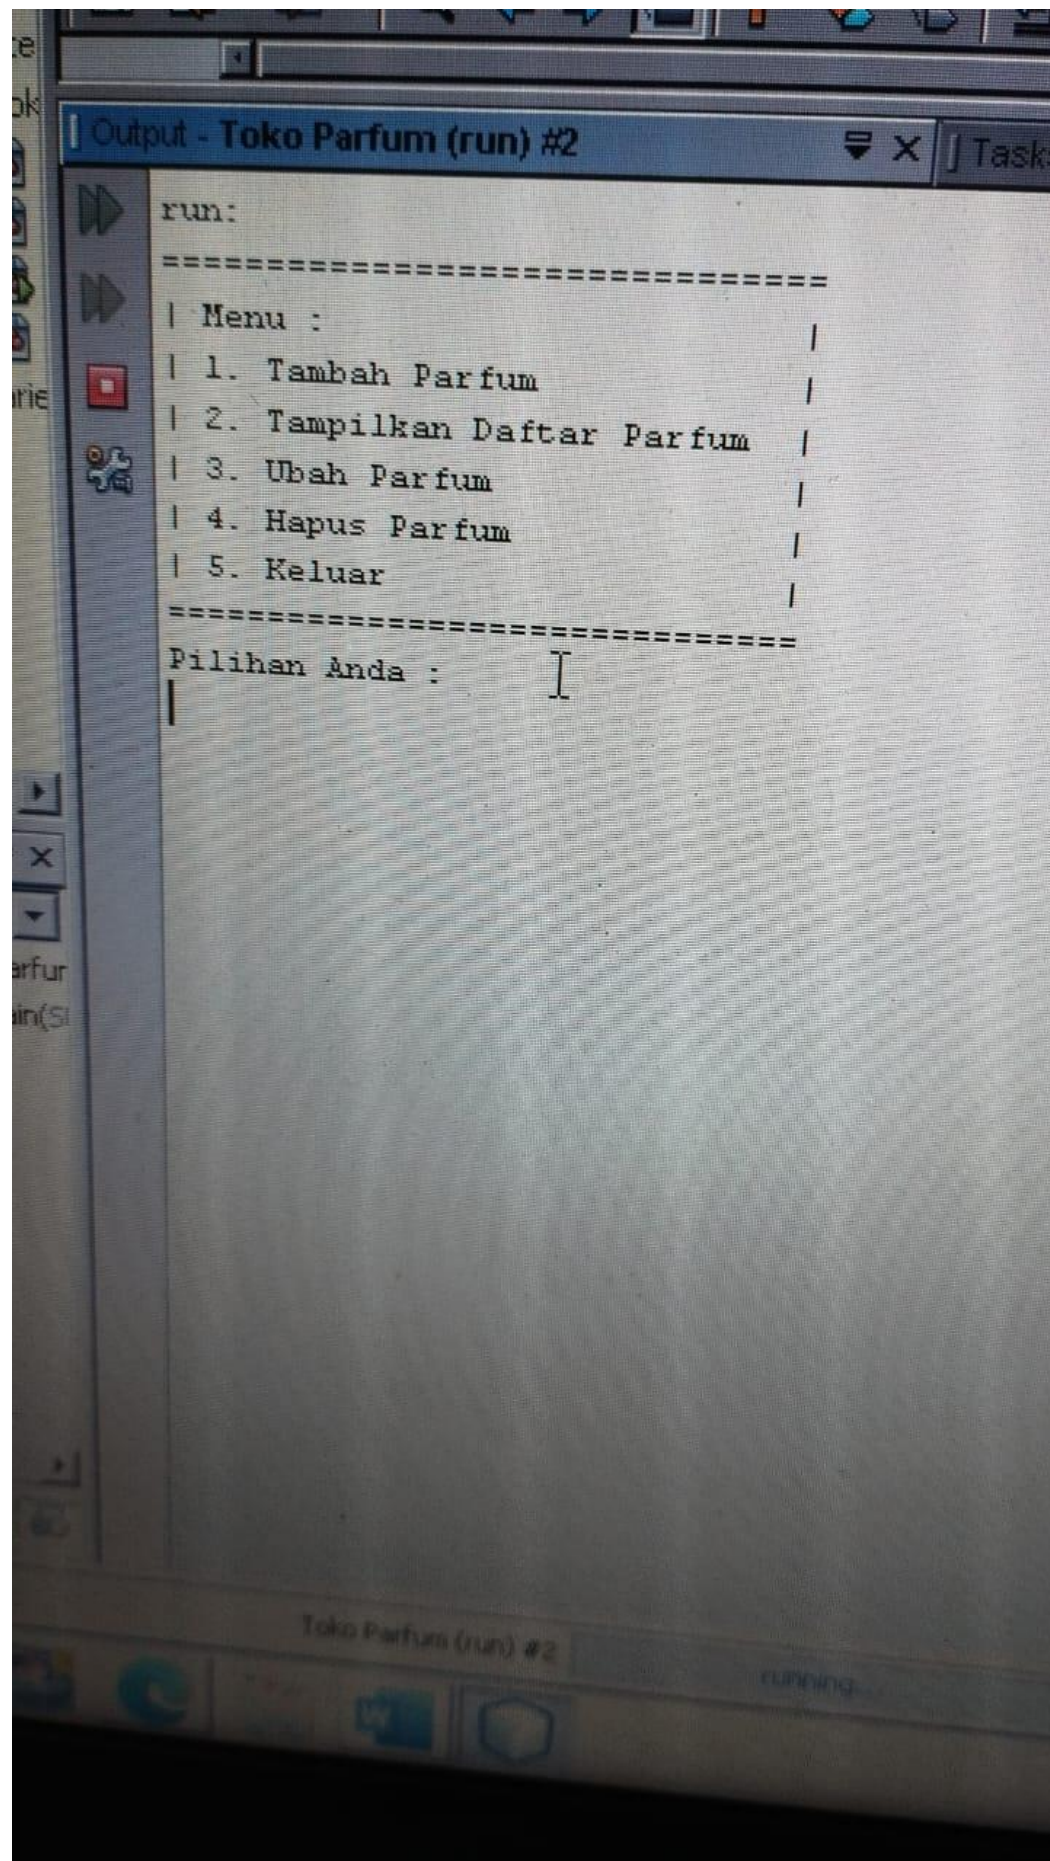 Output - Toko Parfum (run) #2
Task
run:
================================
| Menu : |
| 1. Tambah Parfum |
| 2. Tampilkan Daftar Parfum |
| 3. Ubah Parfum |
| 4. Hapus Parfum |
| 5. Keluar |
================================
Pilihan Anda :
Toko Parfum (run) #2
running...